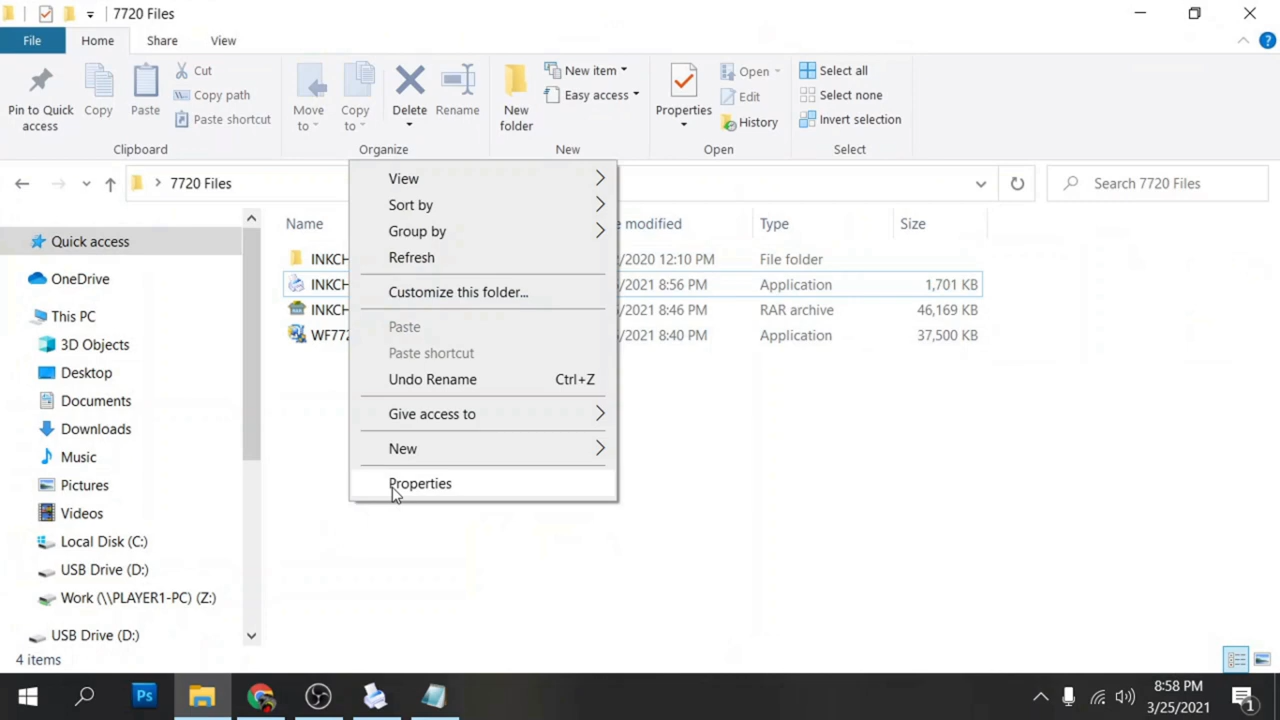 7720 Files
File Home Share View
Pin to Quick access
Copy
Paste
Cut
Copy path
Paste shortcut
Clipboard
Move to
Copy to
Delete
Rename
Organize
New folder
New item
Easy access
New
Properties
Open
Edit
History
Open
Select all
Select none
Invert selection
Select
7720 Files
Search 7720 Files
Name modified Type Size
INKCH /2020 12:10 PM File folder
INKCH /2021 8:56 PM Application 1,701 KB
INKCH /2021 8:46 PM RAR archive 46,169 KB
WF772 /2021 8:40 PM Application 37,500 KB
View
Sort by
Group by
Refresh
Customize this folder...
Paste
Paste shortcut
Undo Rename Ctrl+Z
Give access to
New
Properties
Quick access
OneDrive
This PC
3D Objects
Desktop
Documents
Downloads
Music
Pictures
Videos
Local Disk (C:)
USB Drive (D:)
Work (\\PLAYER1-PC) (Z:)
USB Drive (D:)
4 items
Ps
8:58 PM
3/25/2021
1